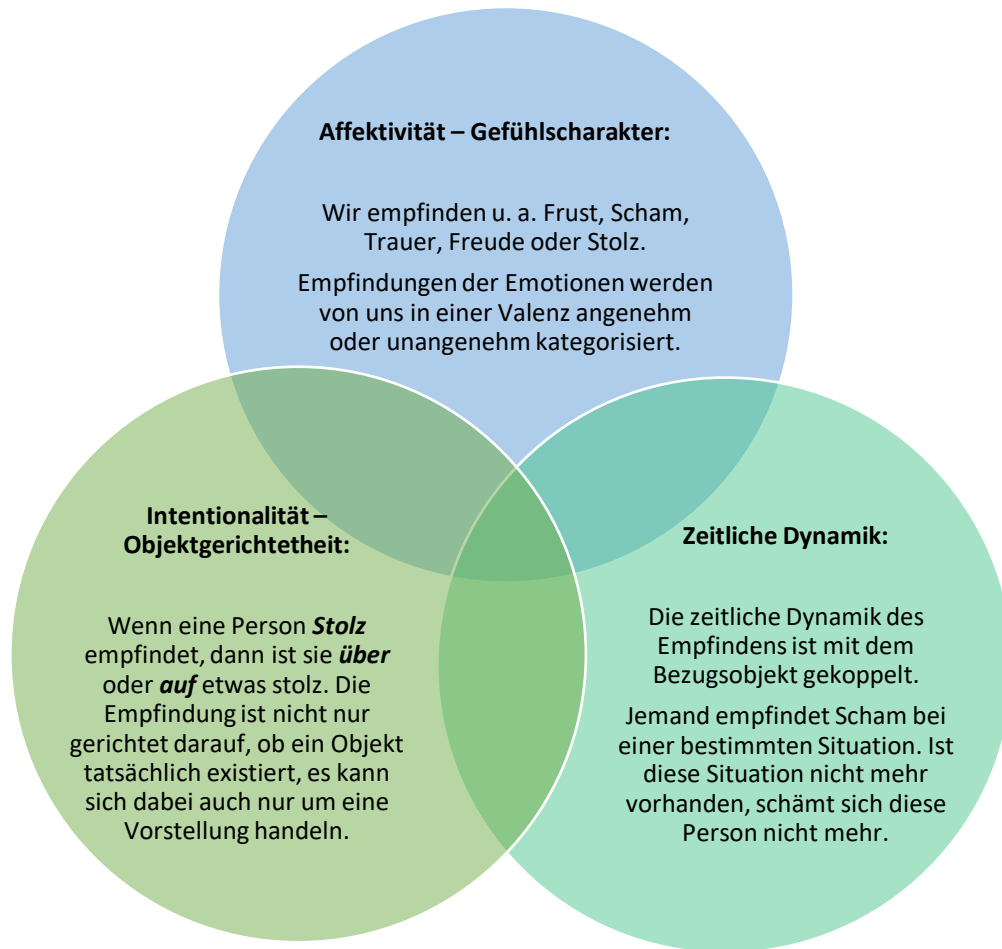 Affektivität – Gefühlscharakter:
Wir empfinden u. a. Frust, Scham,
Trauer, Freude oder Stolz.
Empfindungen der Emotionen werden
von uns in einer Valenz angenehm
oder unangenehm kategorisiert.
Intentionalität –
Objektgerichtetheit:
Wenn eine Person Stolz
empfindet, dann ist sie über
oder auf etwas stolz. Die
Empfindung ist nicht nur
gerichtet darauf, ob ein Objekt
tatsächlich existiert, es kann
sich dabei auch nur um eine
Vorstellung handeln.
Zeitliche Dynamik:
Die zeitliche Dynamik des
Empfindens ist mit dem
Bezugsobjekt gekoppelt.
Jemand empfindet Scham bei
einer bestimmten Situation. Ist
diese Situation nicht mehr
vorhanden, schämt sich diese
Person nicht mehr.